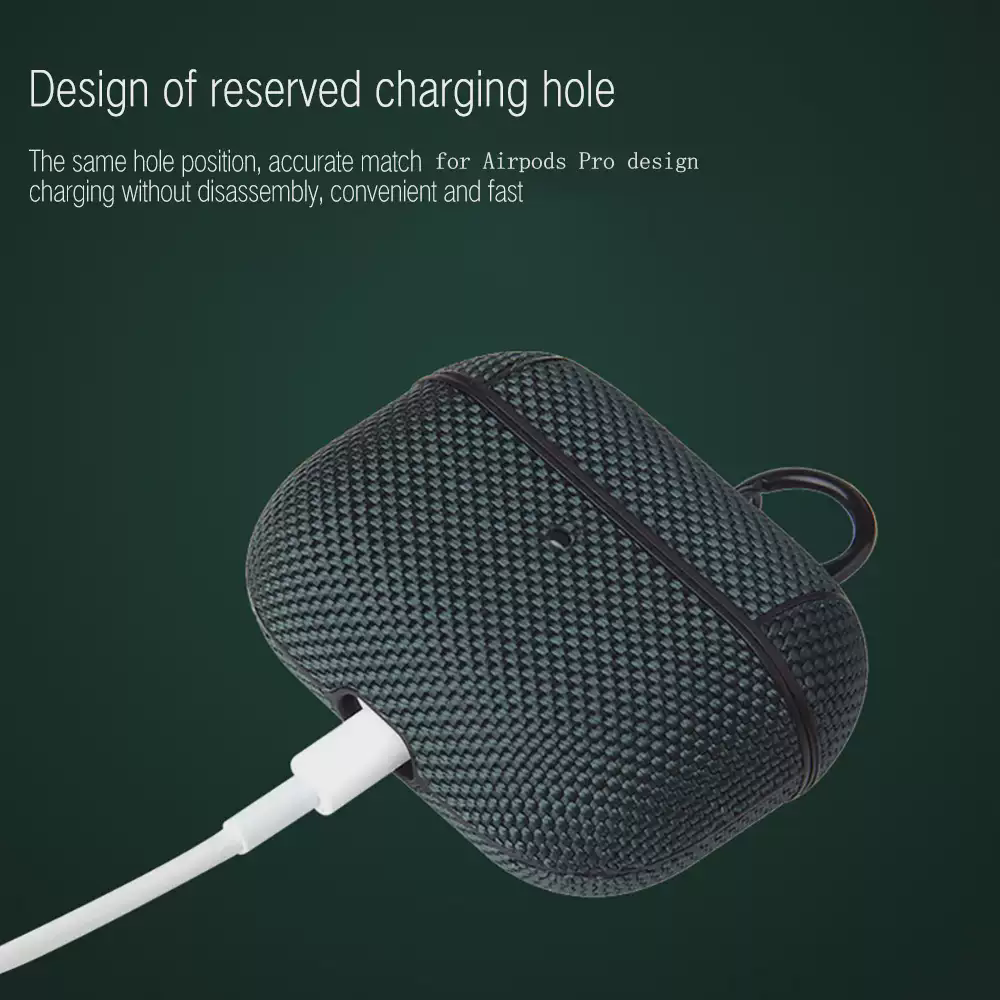 Design of reserved charging hole
The same hole position, accurate match for Airpods Pro design
charging without disassembly, convenient and fast